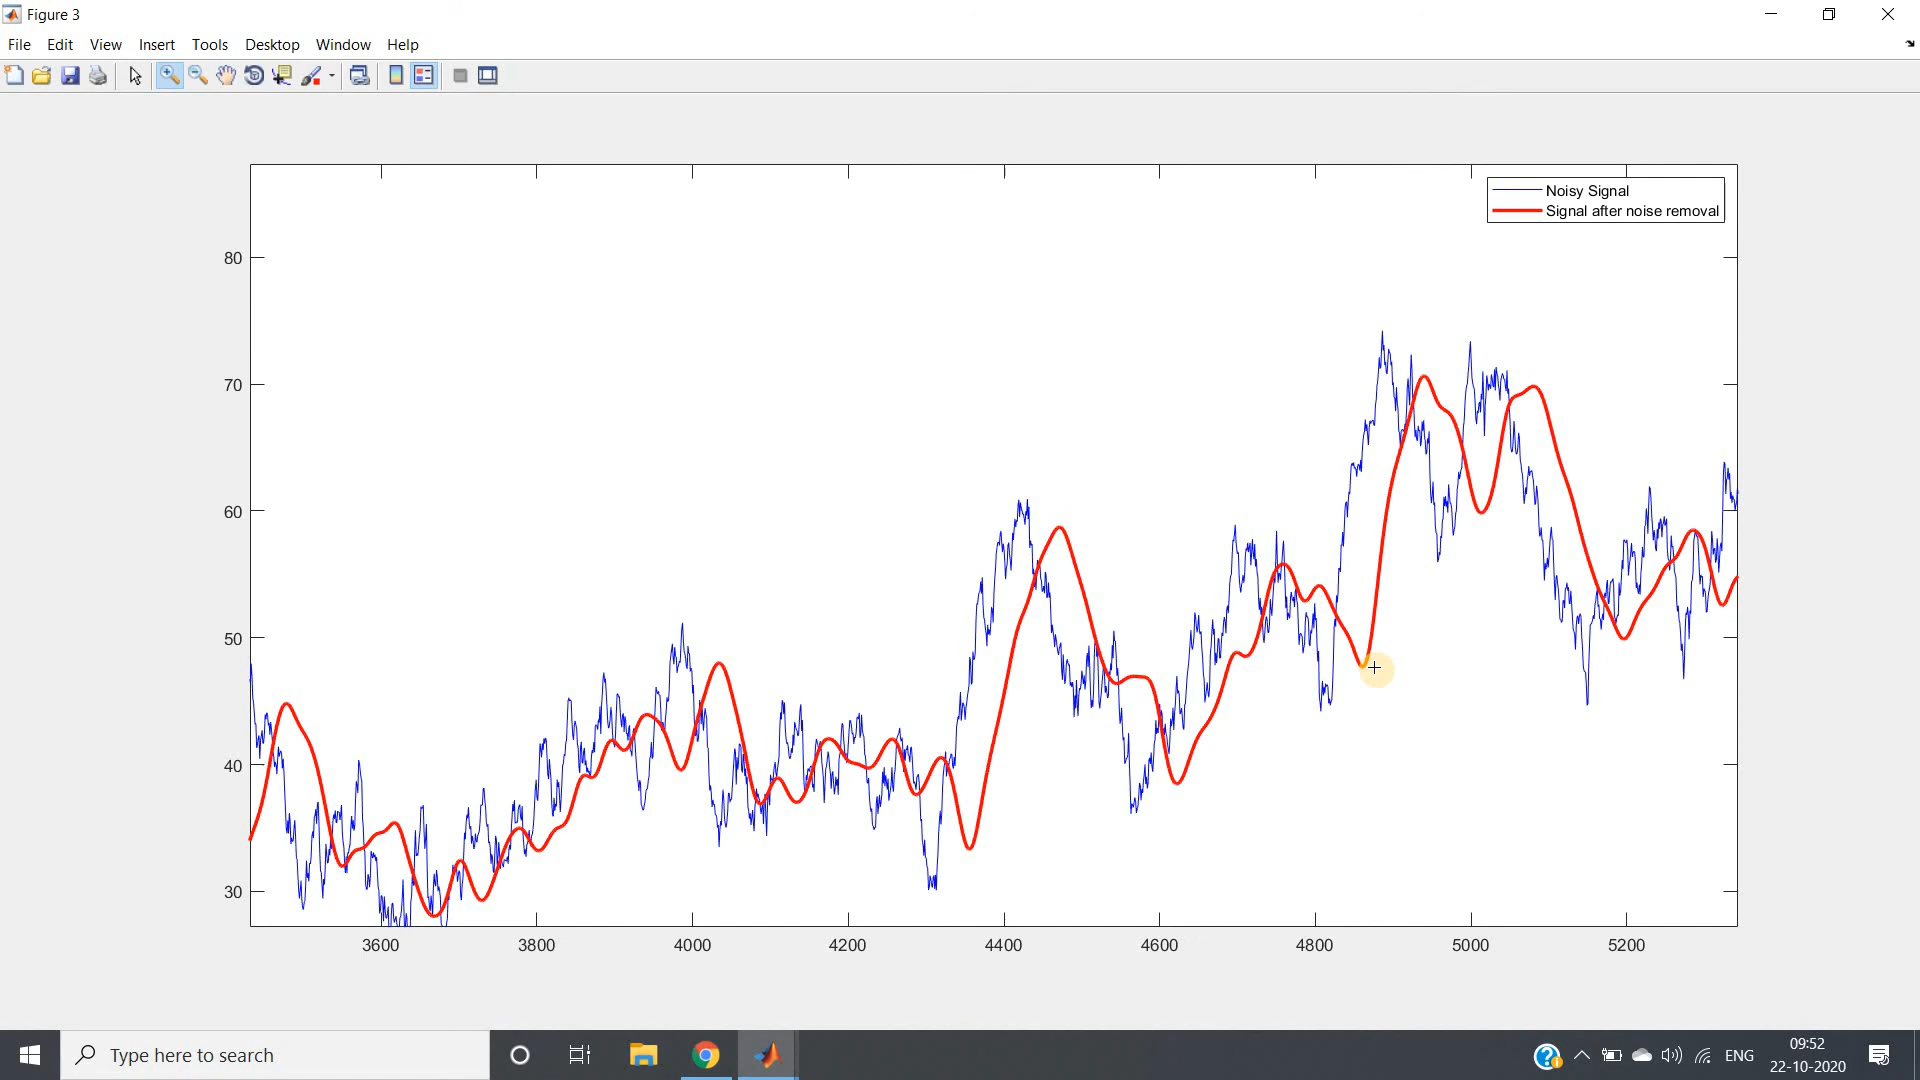 Figure 3
File Edit View Insert Tools Desktop Window Help
Noisy Signal
Signal after noise removal
80
70
60
50
40
30
3600 3800 4000 4200 4400 4600 4800 5000 5200
Type here to search
ENG
09:52
22-10-2020